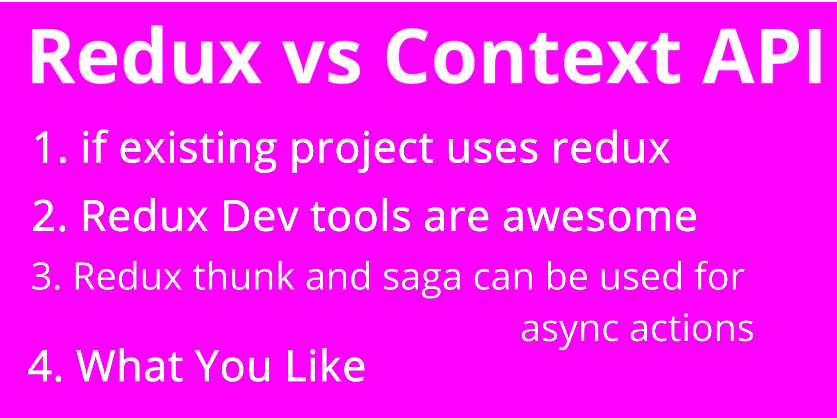 Redux vs Context API
1. if existing project uses redux
2. Redux Dev tools are awesome
3. Redux thunk and saga can be used for
async actions
4. What You Like